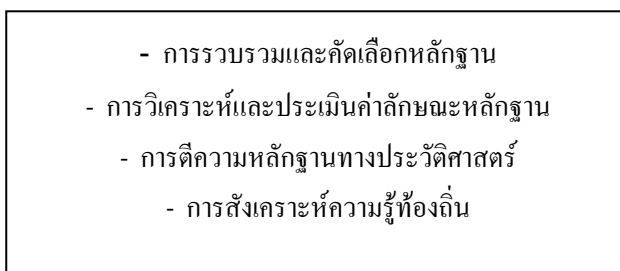 - การรวบรวมและคัดเลือกหลักฐาน
- การวิเคราะห์และประเมินค่าลักษณะหลักฐาน
- การตีความหลักฐานทางประวัติศาสตร์
- การสังเคราะห์ความรู้ท้องถิ่น